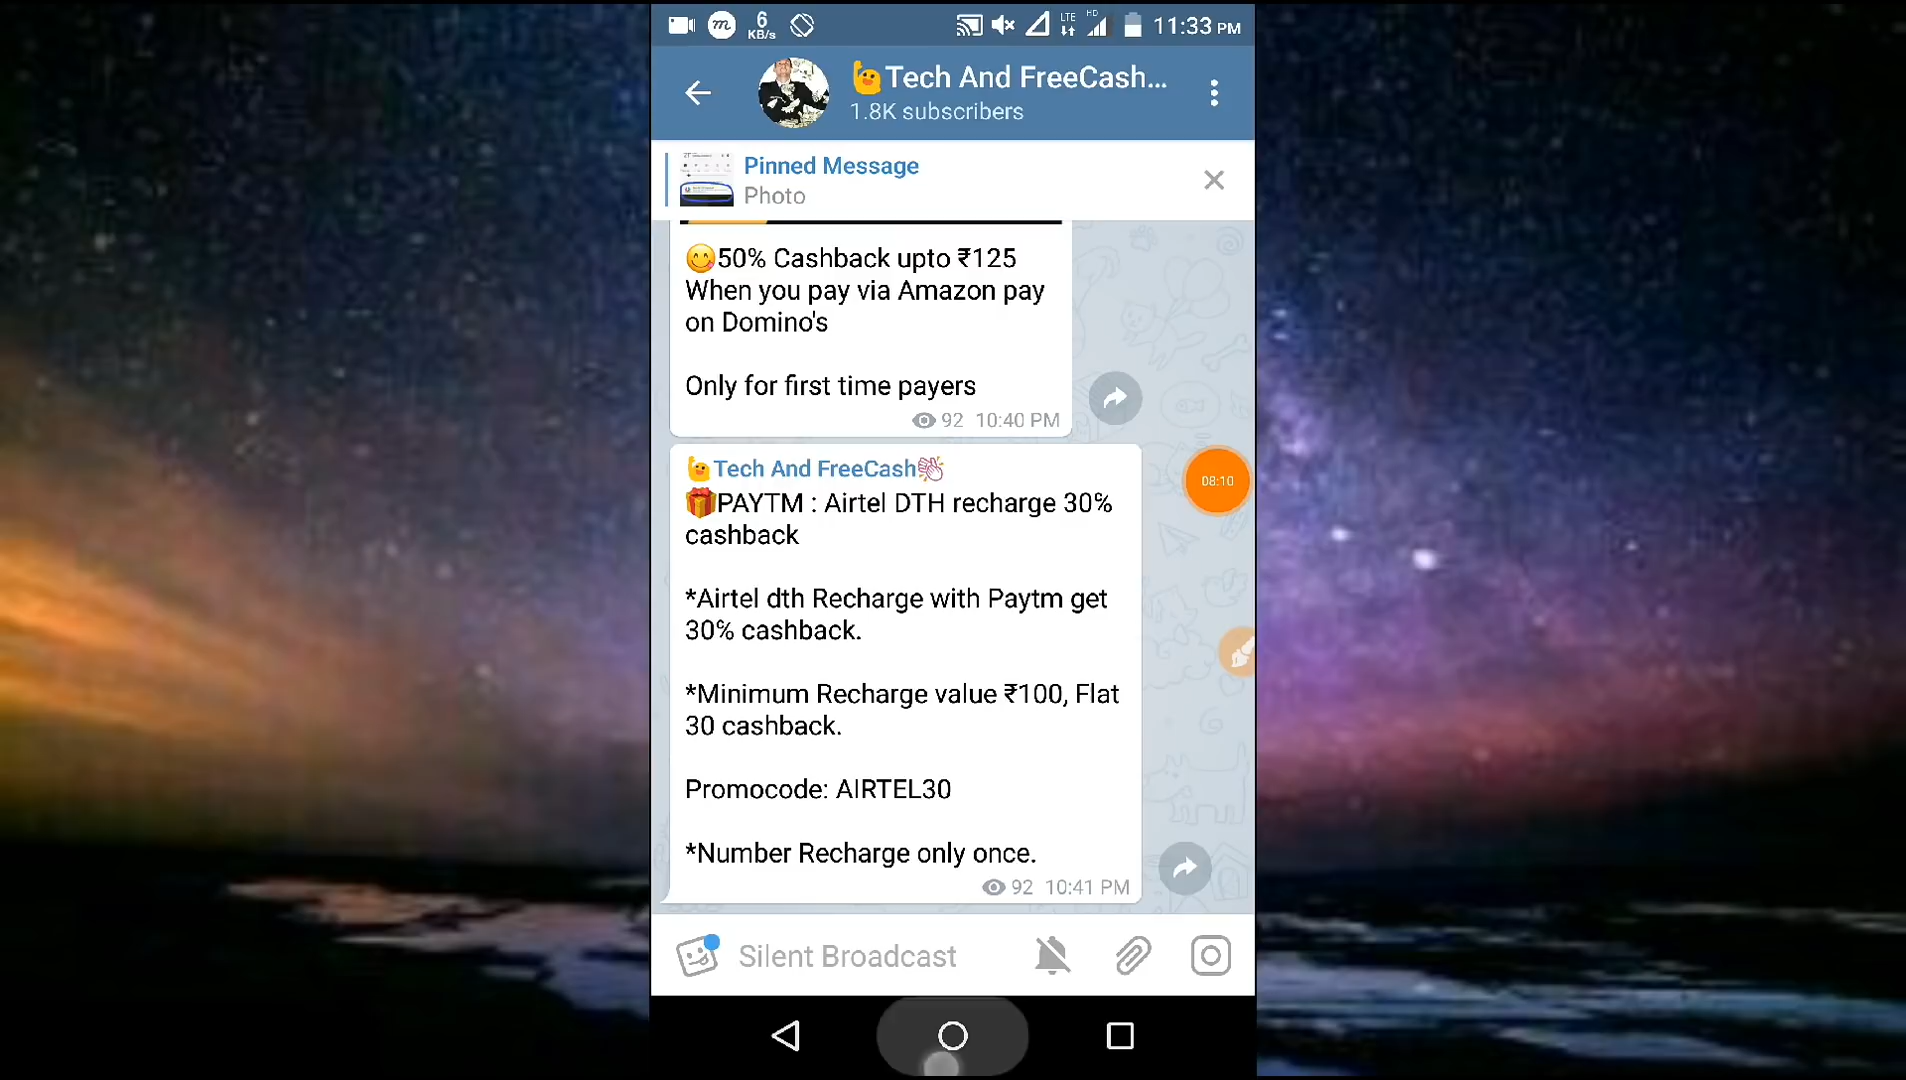 6
KB/s
LTE
HD
11:33 PM
Tech And FreeCash...
1.8K subscribers
Pinned Message
Photo
50% Cashback upto ₹125
When you pay via Amazon pay
on Domino's
Only for first time payers
92 10:40 PM
Tech And FreeCash
PAYTM : Airtel DTH recharge 30%
cashback
*Airtel dth Recharge with Paytm get
30% cashback.
*Minimum Recharge value ₹100, Flat
30 cashback.
Promocode: AIRTEL30
*Number Recharge only once.
92 10:41 PM
08:10
Silent Broadcast